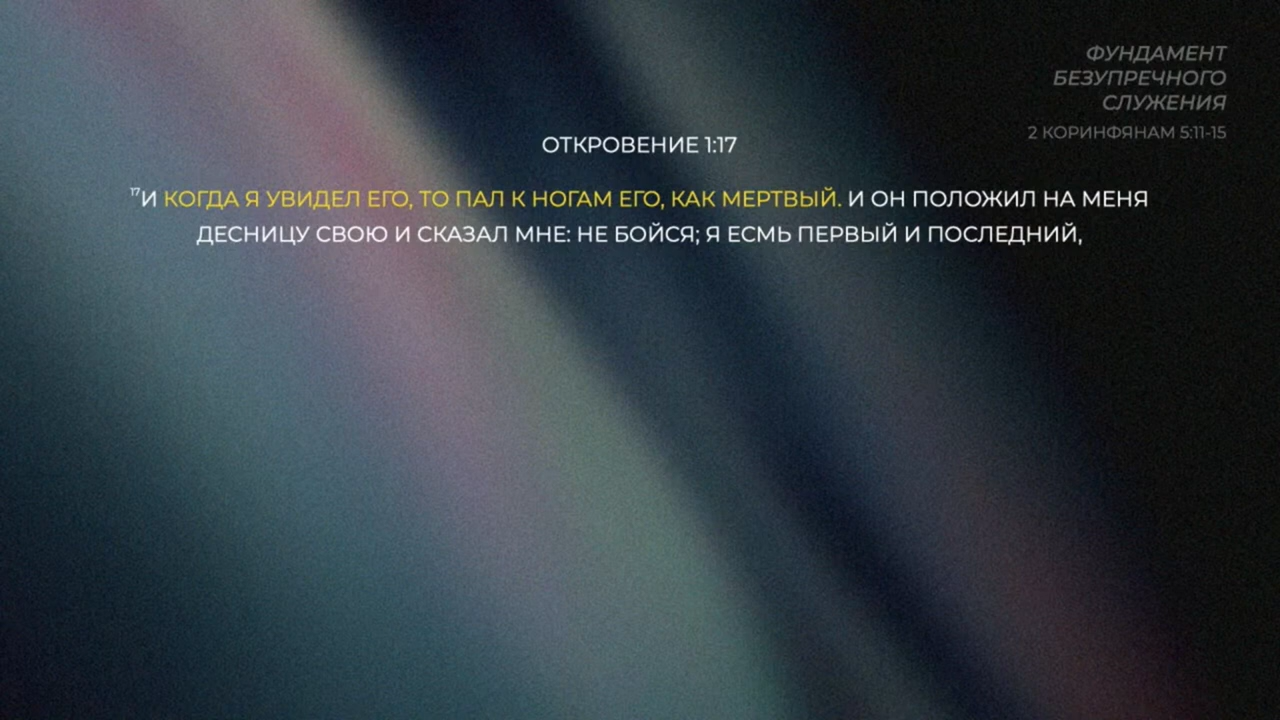 ФУНДАМЕНТ
БЕЗУПРЕЧНОГО
СЛУЖЕНИЯ
2 КОРИНФЯНАМ 5:11-15
ОТКРОВЕНИЕ 1:17
17И КОГДА Я УВИДЕЛ ЕГО, ТО ПАЛ К НОГАМ ЕГО, КАК МЕРТВЫЙ. И ОН ПОЛОЖИЛ НА МЕНЯ
ДЕСНИЦУ СВОЮ И СКАЗАЛ МНЕ: НЕ БОЙСЯ; Я ЕСМЬ ПЕРВЫЙ И ПОСЛЕДНИЙ,